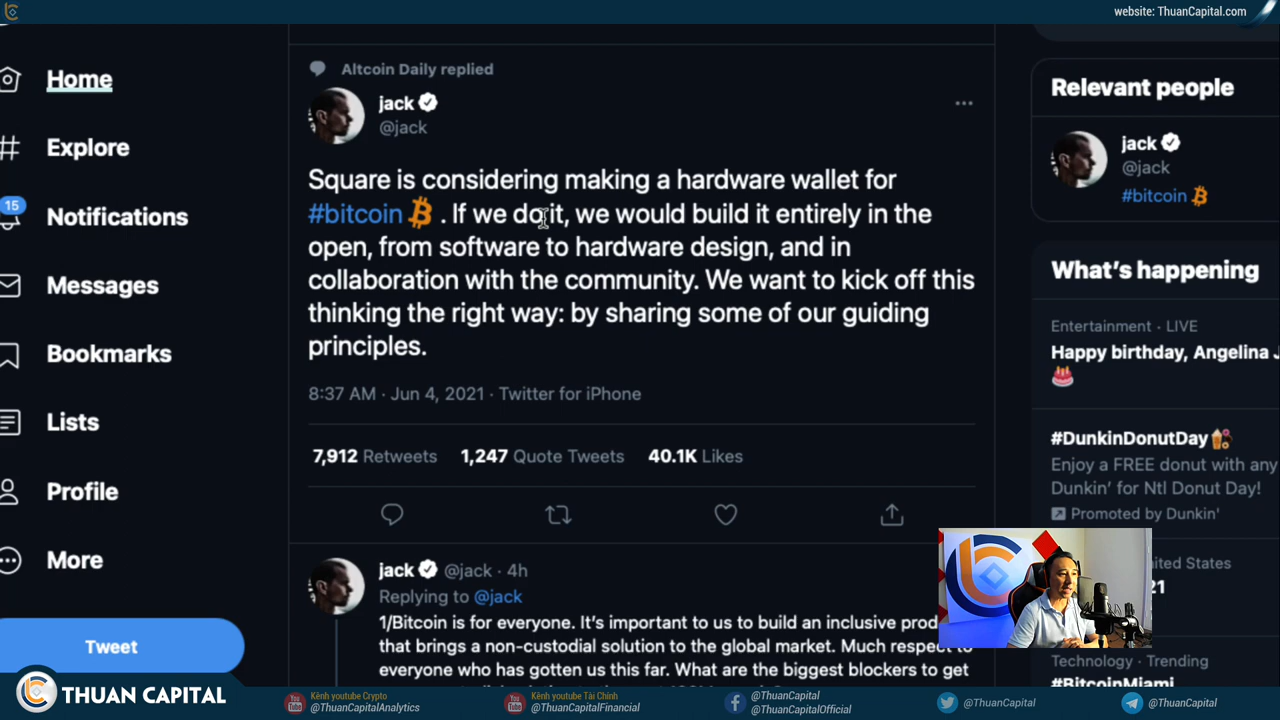 website: ThuanCapital.com
Home
Explore
15
Notifications
Messages
Bookmarks
Lists
Profile
More
Tweet
Altcoin Daily replied
jack
@jack
Square is considering making a hardware wallet for
#bitcoin . If we do it, we would build it entirely in the
open, from software to hardware design, and in
collaboration with the community. We want to kick off this
thinking the right way: by sharing some of our guiding
principles.
8:37 AM · Jun 4, 2021 · Twitter for iPhone
7,912 Retweets 1,247 Quote Tweets 40.1K Likes
jack @jack · 4h
Replying to @jack
1/Bitcoin is for everyone. It's important to us to build an inclusive
that brings a non-custodial solution to the global market. Much respect
everyone who has gotten us this far. What are the biggest blockers to get
Relevant people
jack
@jack
#bitcoin
What's happening
Entertainment · LIVE
Happy birthday, Angelina
#DunkinDonutDay
Enjoy a FREE donut with any
Dunkin' for Ntl Donut Day!
Promoted by Dunkin'
ited States
21
Technology · Trending
#BitcoinMiami
THUAN CAPITAL
Kênh youtube Crypto
@ThuanCapitalAnalytics
Kênh youtube Tài Chính
@ThuanCapitalFinancial
@ThuanCapital
@ThuanCapitalOfficial
@ThuanCapital
@ThuanCapital